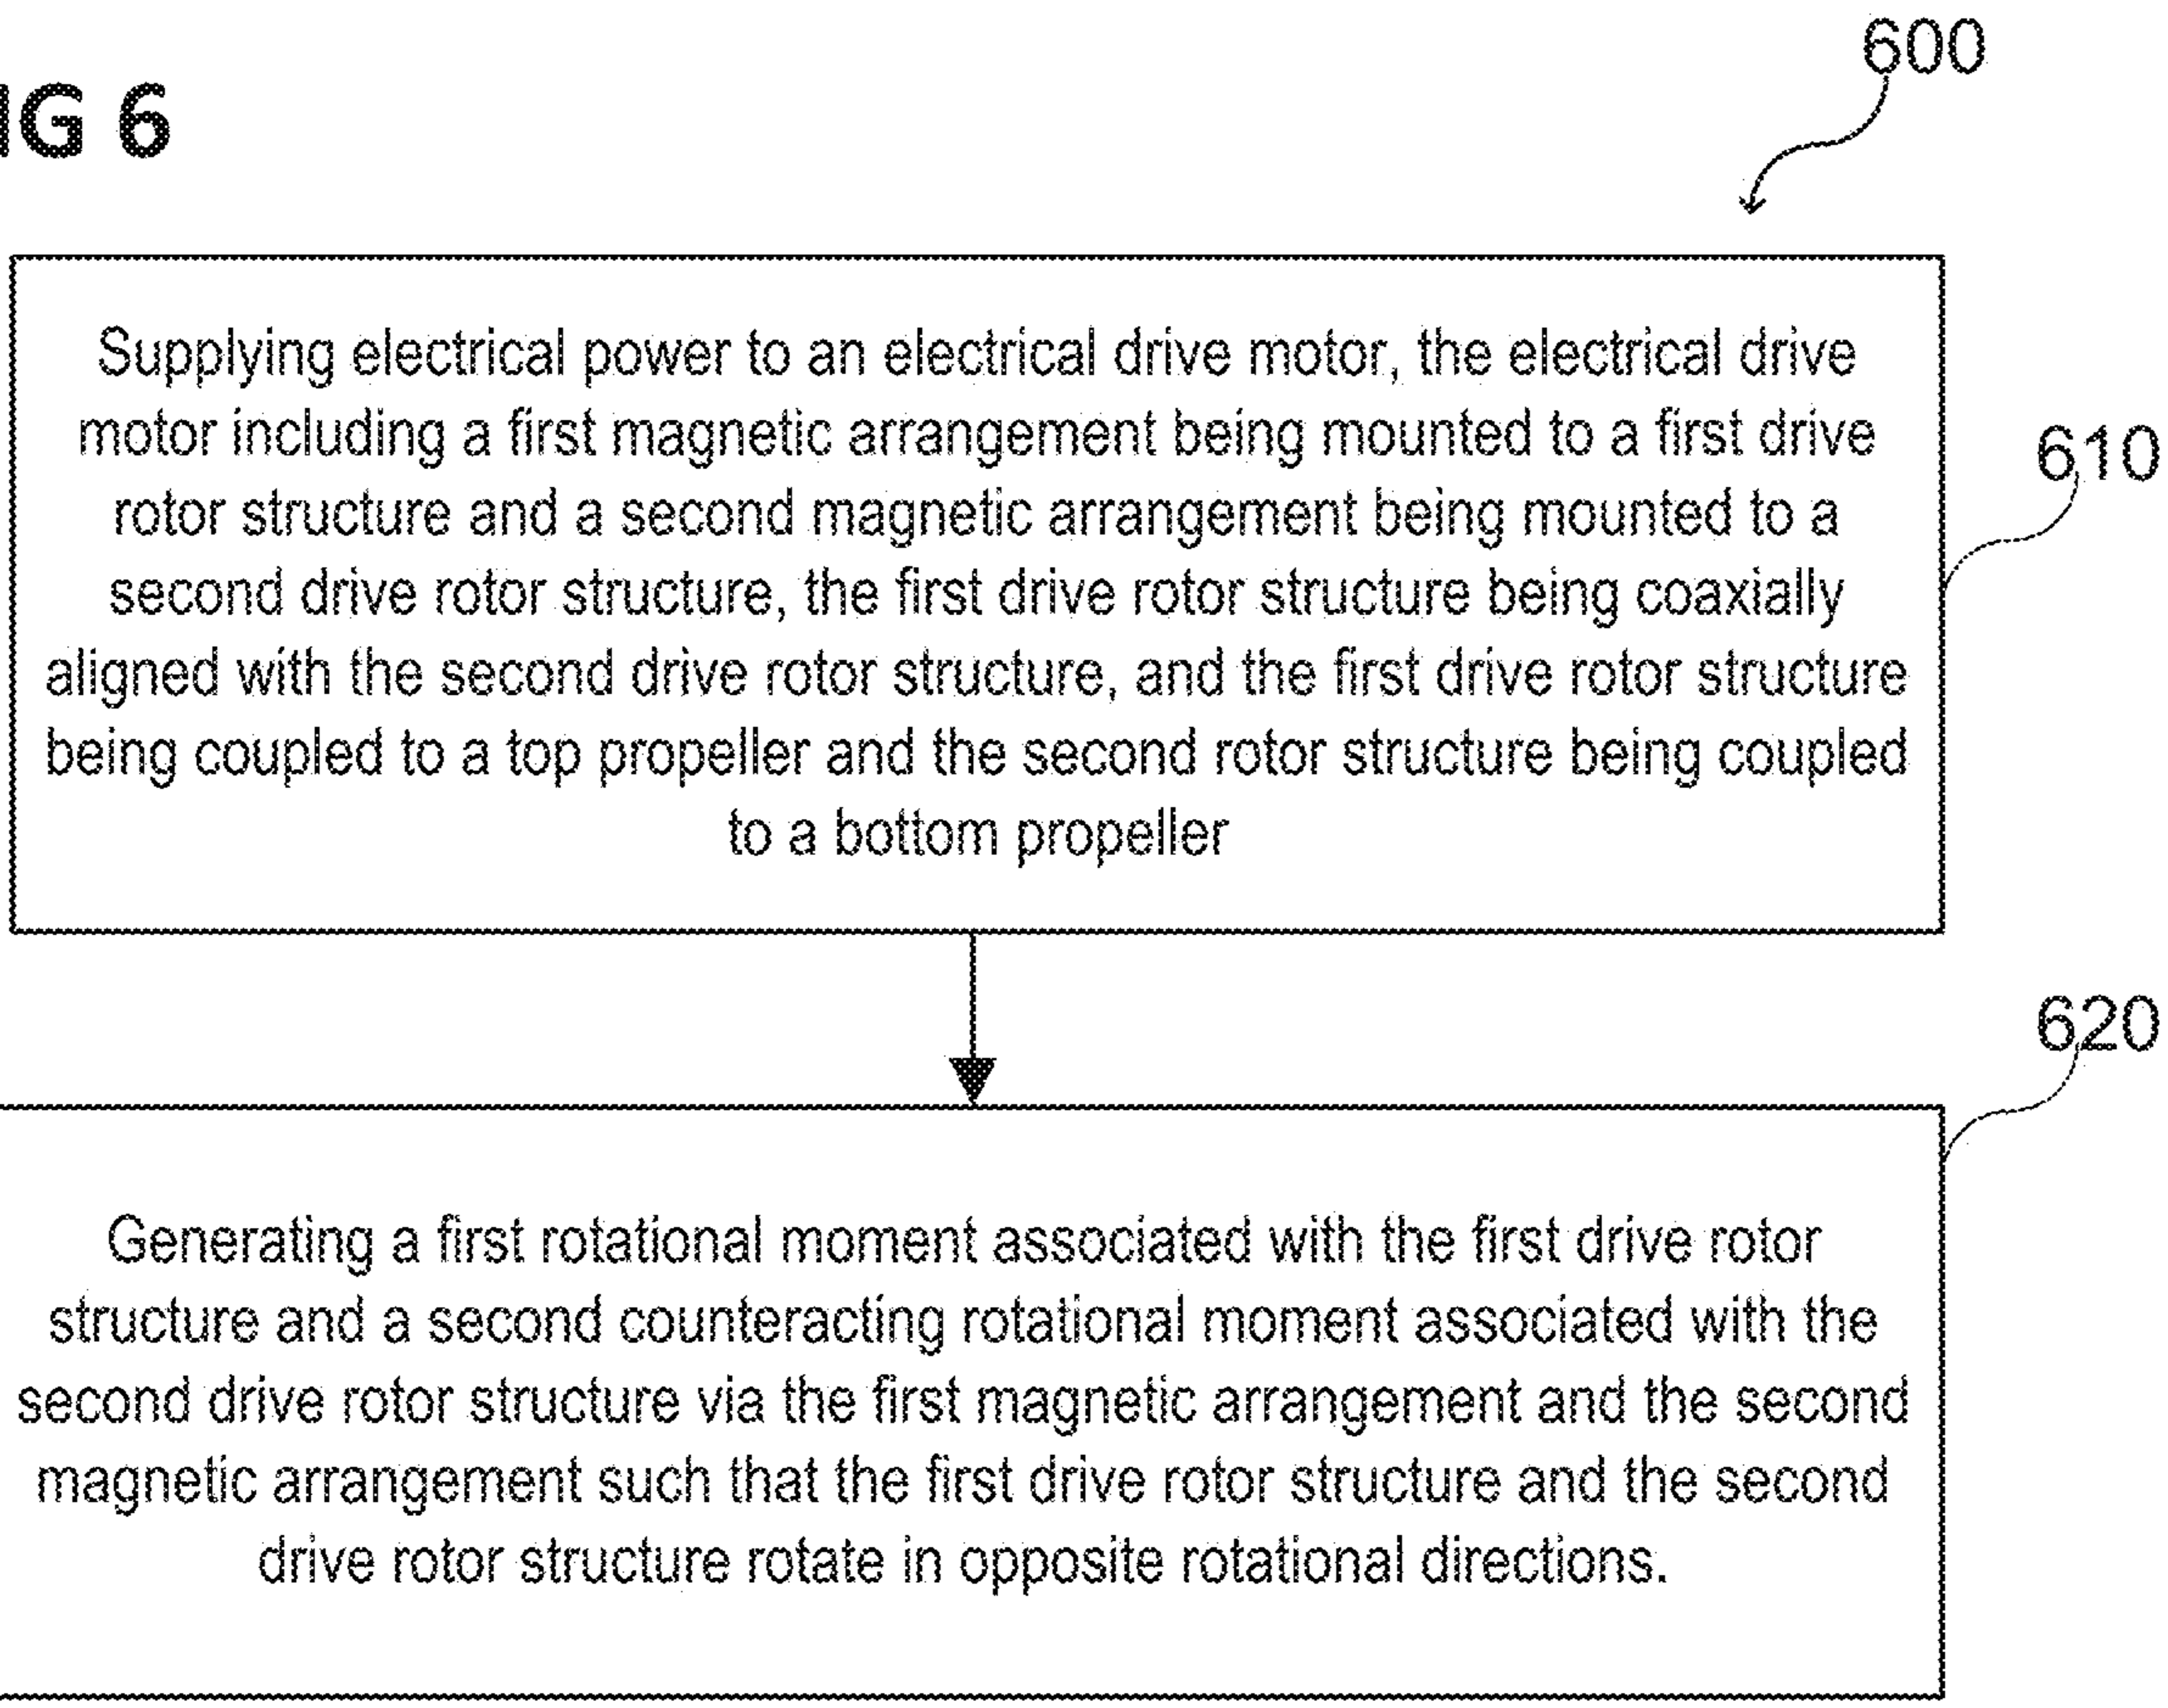 600
IG 6
Supplying electrical power to an electrical drive motor, the electrical drive
motor including a first magnetic arrangement being mounted to a first drive
rotor structure and a second magnetic arrangement being mounted to a
second drive rotor structure, the first drive rotor structure being coaxially
aligned with the second drive rotor structure, and the first drive rotor structure
being coupled to a top propeller and the second rotor structure being coupled
to a bottom propeller
610
620
Generating a first rotational moment associated with the first drive rotor
structure and a second counteracting rotational moment associated with the
second drive rotor structure via the first magnetic arrangement and the second
magnetic arrangement such that the first drive rotor structure and the second
drive rotor structure rotate in opposite rotational directions.